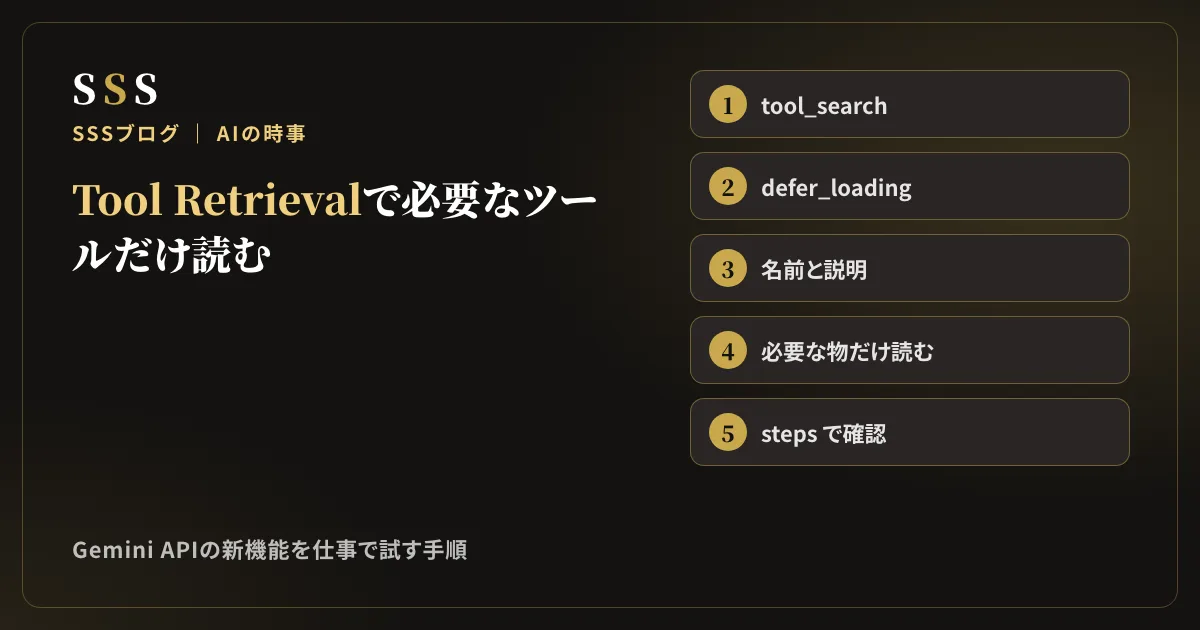 SSS
SSSブログ ｜ AIの時事
Tool Retrievalで必要なツー
ルだけ読む
1 tool_search
2 defer_loading
3 名前と説明
4 必要な物だけ読む
5 steps で確認
Gemini APIの新機能を仕事で試す手順